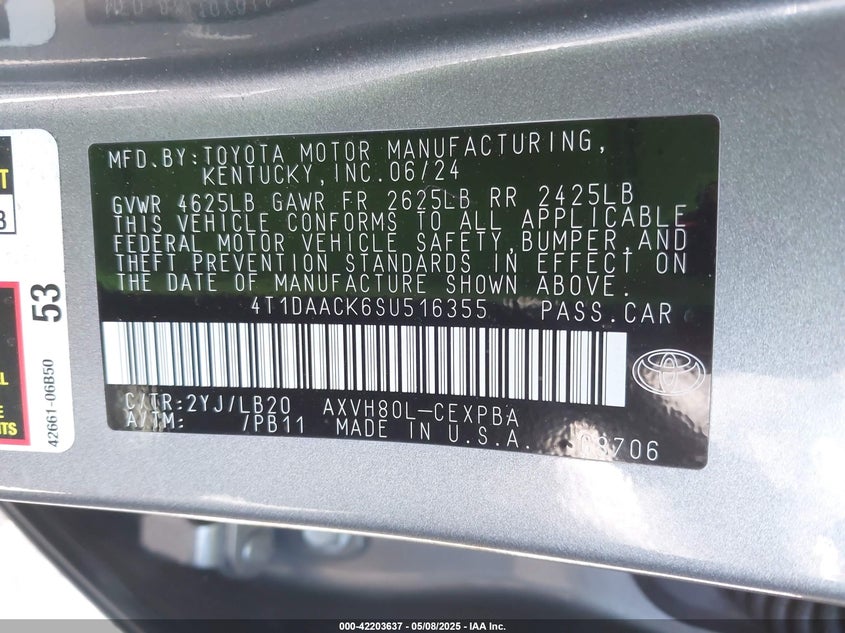 MFD.BY:TOYOTA MOTOR MANUFACTURING,
KENTUCKY,INC.06/24
GVWR 4625LB GAWR FR 2625LB RR 2425LB
THIS VEHICLE CONFORMS TO ALL APPLICABLE
FEDERAL MOTOR VEHICLE SAFETY,BUMPER,AND
THEFT PREVENTION STANDARDS IN EFFECT ON
THE DATE OF MANUFACTURE SHOWN ABOVE.
4T1DAACK6SU516355 PASS.CAR
C/TR:2YJ/LB20 AXVH80L-CEXPBA
A/TM: /PB11 MADE IN U.S.A.
53
42661-06B50
000-42203637 - 05/08/2025 - IAA Inc.